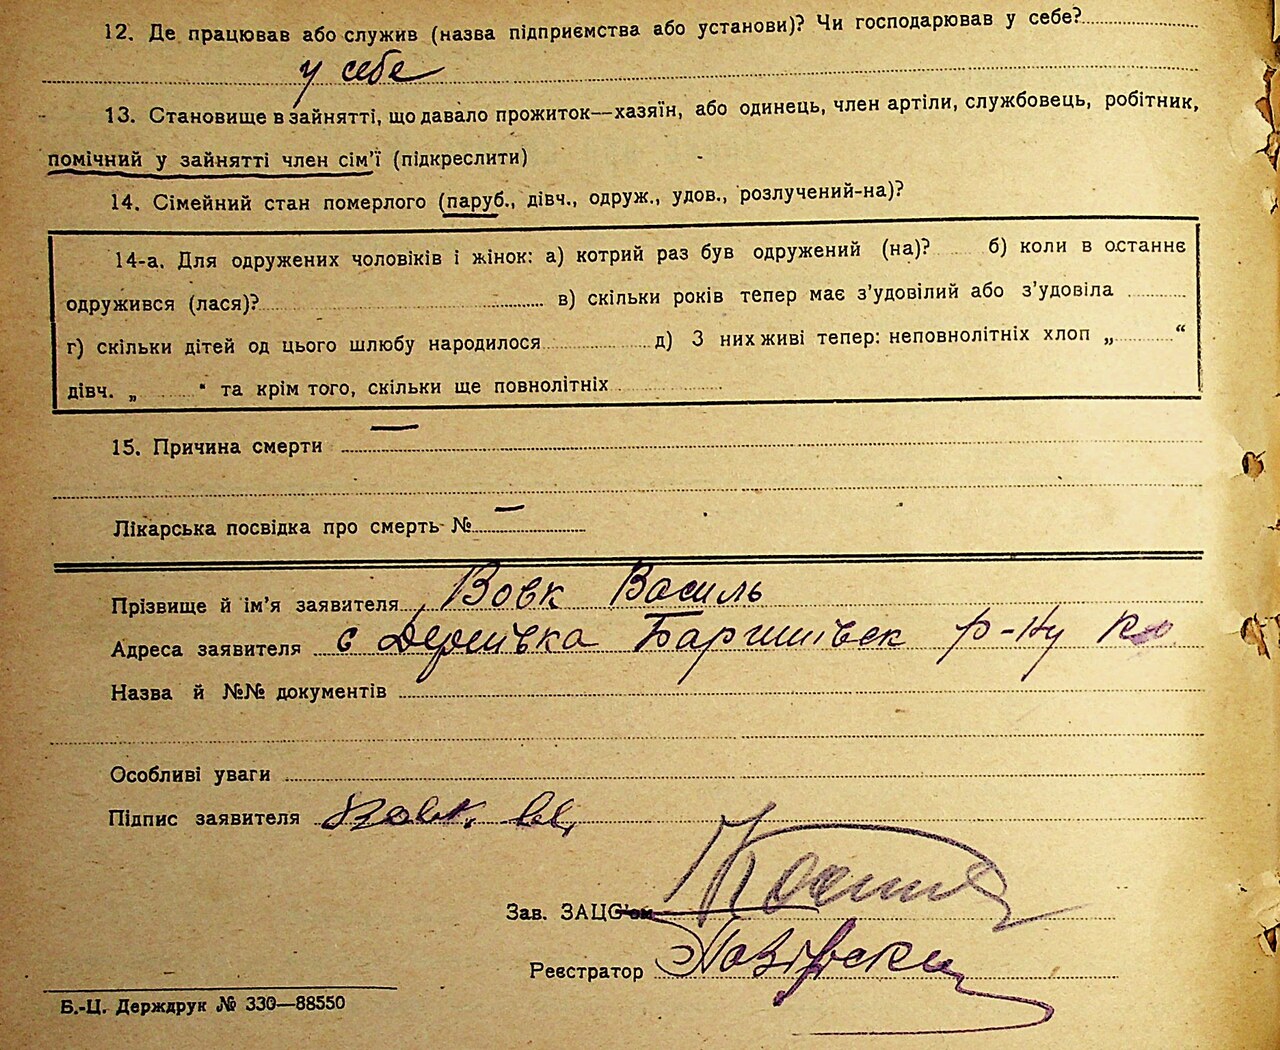 12. Де працював або служив (назва підприємства або установи)? Чи господарював у себе?
у себе
13. Становище в зайнятті, що давало прожиток—хазяїн, або одинець, член артіли, службовець, робітник,
помічний у зайнятті член сім'ї (підкреслити)
14. Сімейний стан померлого (паруб., дівч., одруж., удов., розлучений-на)?
14-а. Для одружених чоловіків і жінок: а) котрий раз був одружений (на)? б) коли в останнє
одружився (лася)? в) скільки років тепер має з'удовілий або з'удовіла
г) скільки дітей од цього шлюбу народилося д) З них живі тепер: неповнолітніх хлоп „ “
дівч. „ “ та крім того, скільки ще повнолітніх
15. Причина смерти —
Лікарська посвідка про смерть № —
Прізвище й ім'я заявителя Вовк Василь
Адреса заявителя с р-ну
Назва й №№ документів
Особливі уваги
Підпис заявителя Вовк.
Зав. ЗАЦС'ом
Реєстратор
Б.-Ц. Держдрук № 330—88550